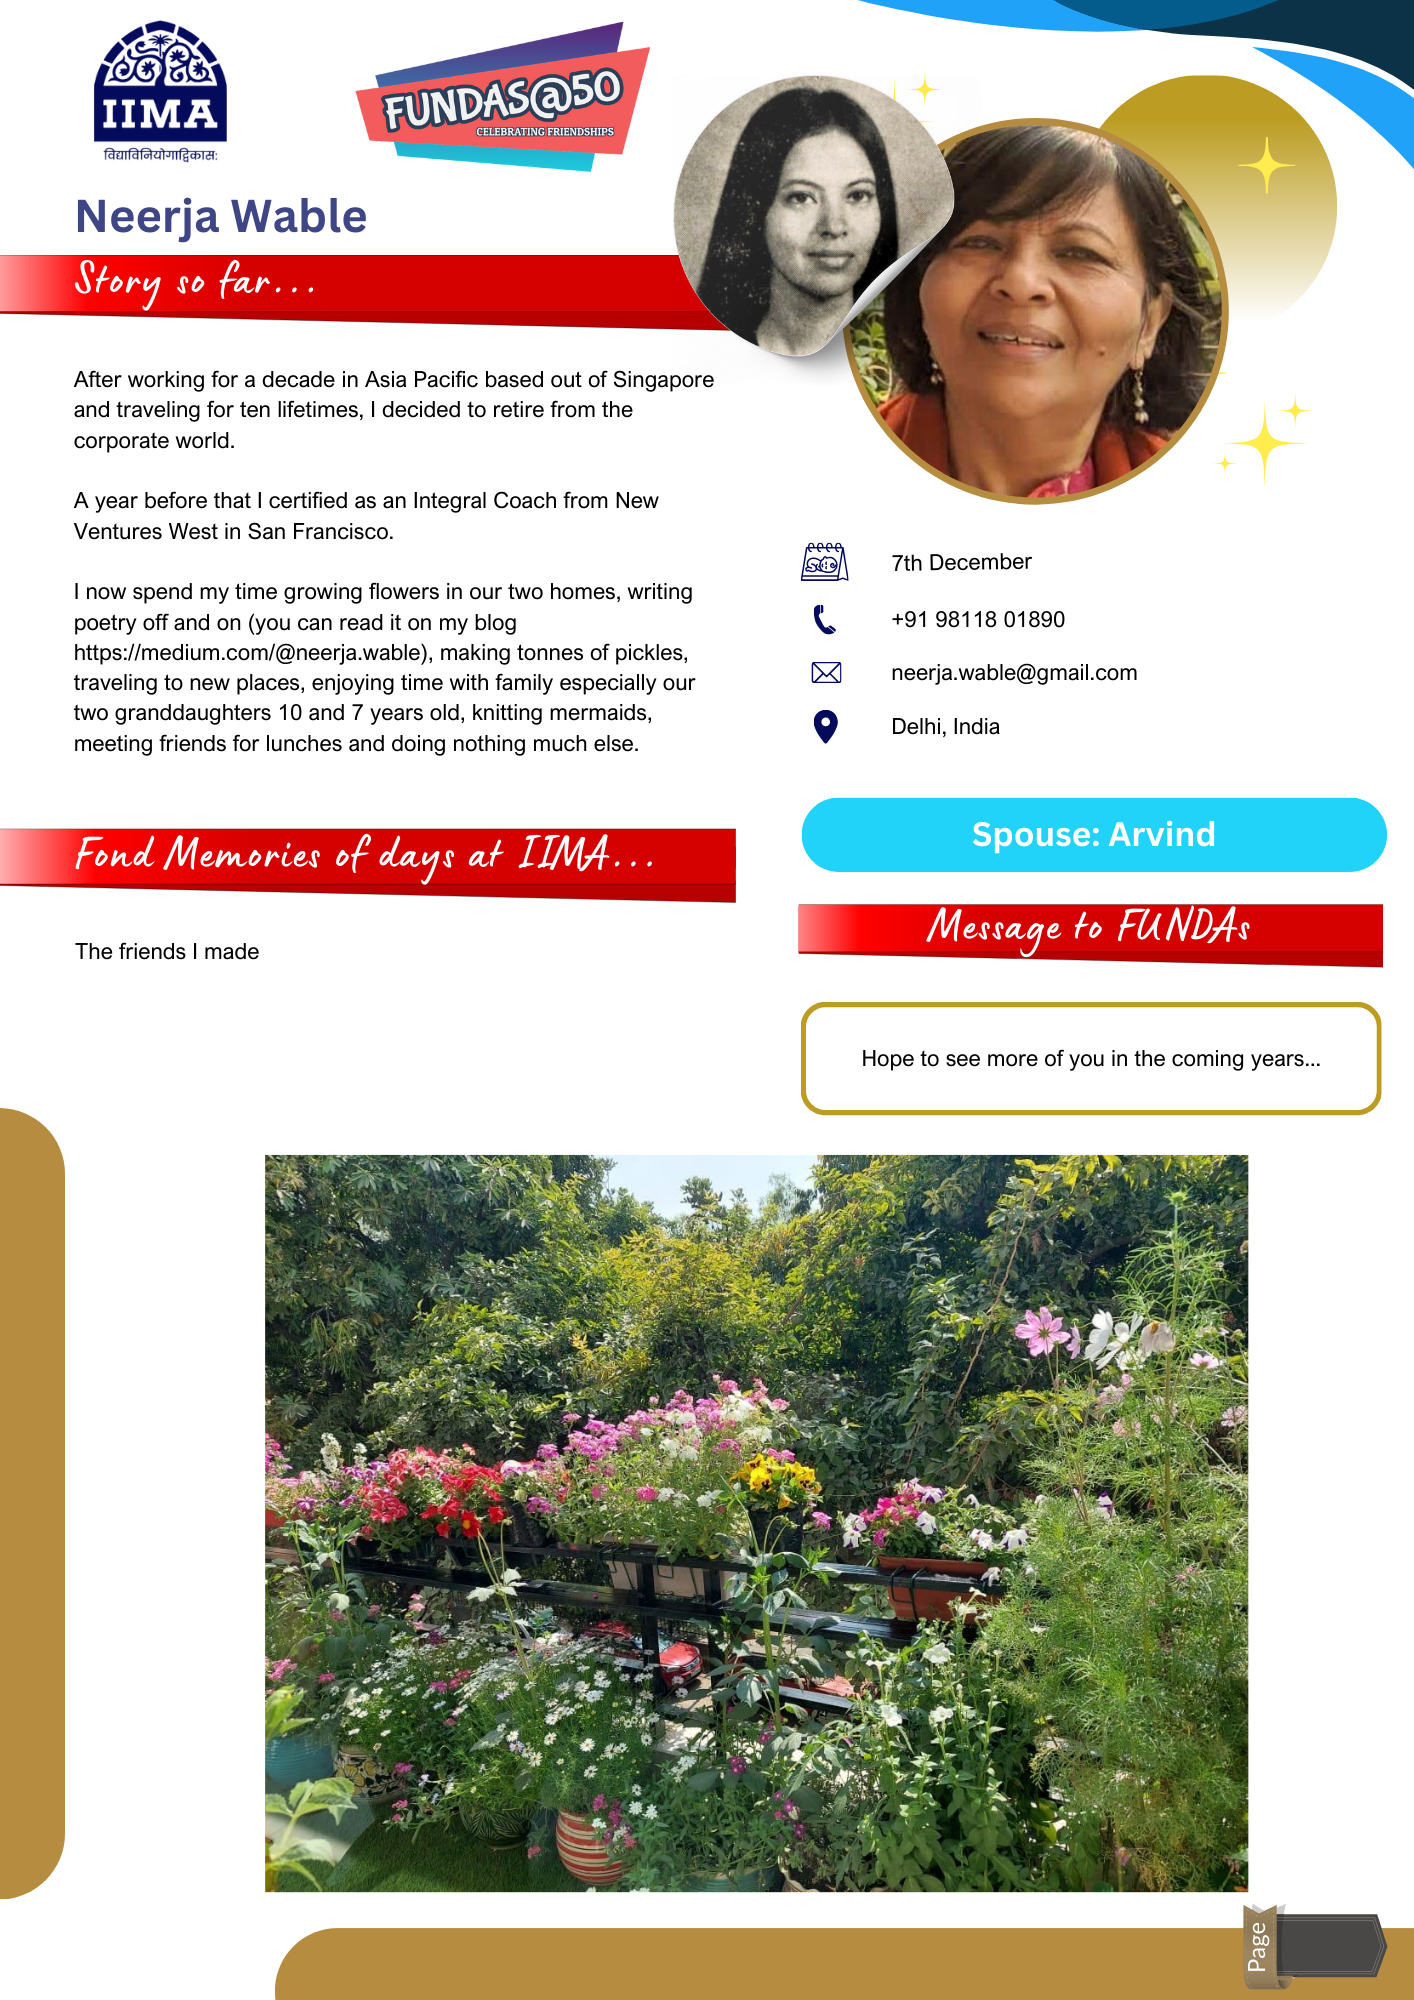 IIMA
विद्याविनियोगाद्विकास:
FUNDAS@50
CELEBRATING FRIENDSHIPS
Neerja Wable
Story so far...
After working for a decade in Asia Pacific based out of Singapore
and traveling for ten lifetimes, I decided to retire from the
corporate world.
A year before that I certified as an Integral Coach from New
Ventures West in San Francisco.
I now spend my time growing flowers in our two homes, writing
poetry off and on (you can read it on my blog
https://medium.com/@neerja.wable), making tonnes of pickles,
traveling to new places, enjoying time with family especially our
two granddaughters 10 and 7 years old, knitting mermaids,
meeting friends for lunches and doing nothing much else.
Fond Memories of days at IIMA...
The friends I made
7th December
+91 98118 01890
neerja.wable@gmail.com
Delhi, India
Spouse: Arvind
Message to FUNDAs
Hope to see more of you in the coming years...
Page